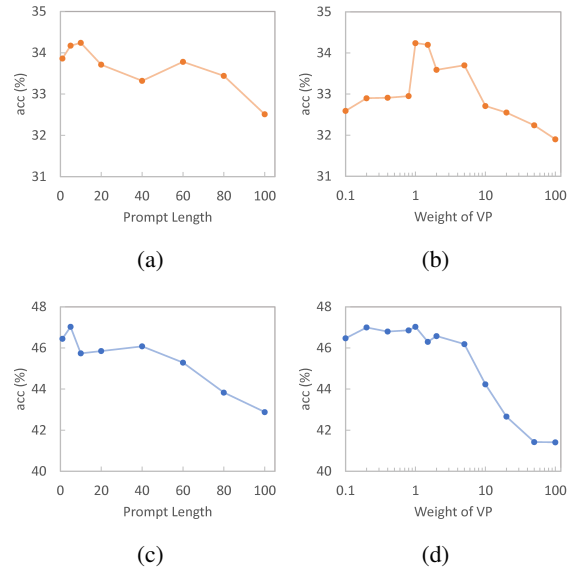 35
34
33
32
31
acc (%)
0 20 40 60 80 100
Prompt Length
(a)
35
34
33
32
31
acc (%)
0.1 1 10 100
Weight of VP
(b)
48
46
44
42
40
acc (%)
0 20 40 60 80 100
Prompt Length
(c)
48
46
44
42
40
acc (%)
0.1 1 10 100
Weight of VP
(d)